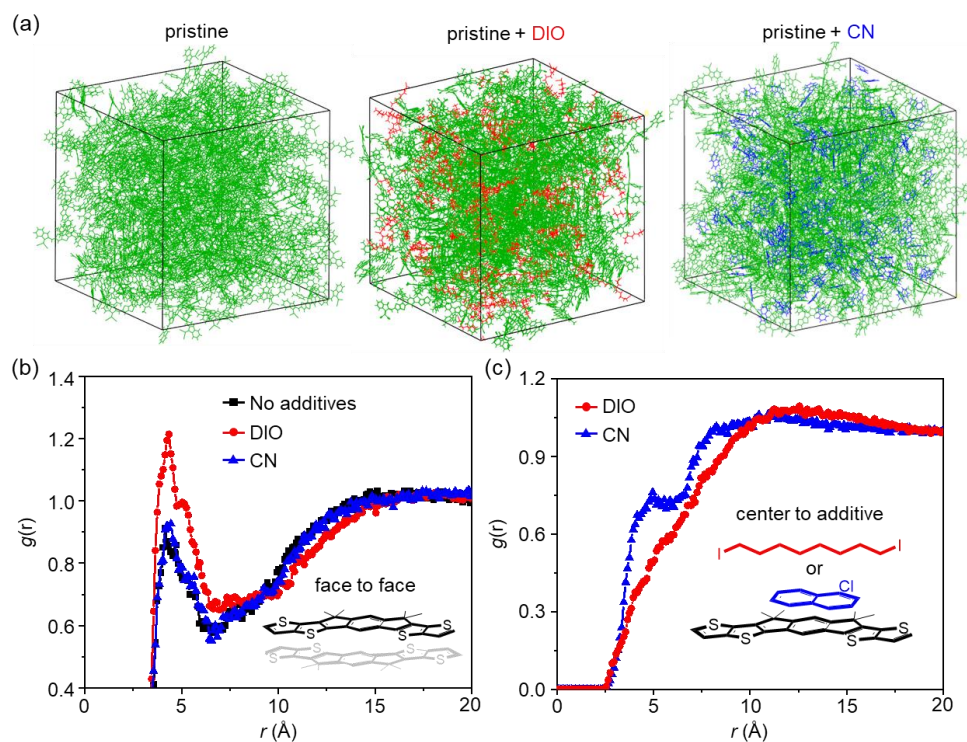 (a)
pristine
pristine + DIO
pristine + CN
(b)
1.4
1.2
1.0
0.8
0.6
0.4
g(r)
No additives
DIO
CN
face to face
S
S
S
S
S
S
S
S
0
5
10
15
20
r (Å)
(c)
1.2
0.9
0.6
0.3
0.0
g(r)
DIO
CN
center to additive
I
I
or
Cl
S
S
S
S
0
5
10
15
20
r (Å)